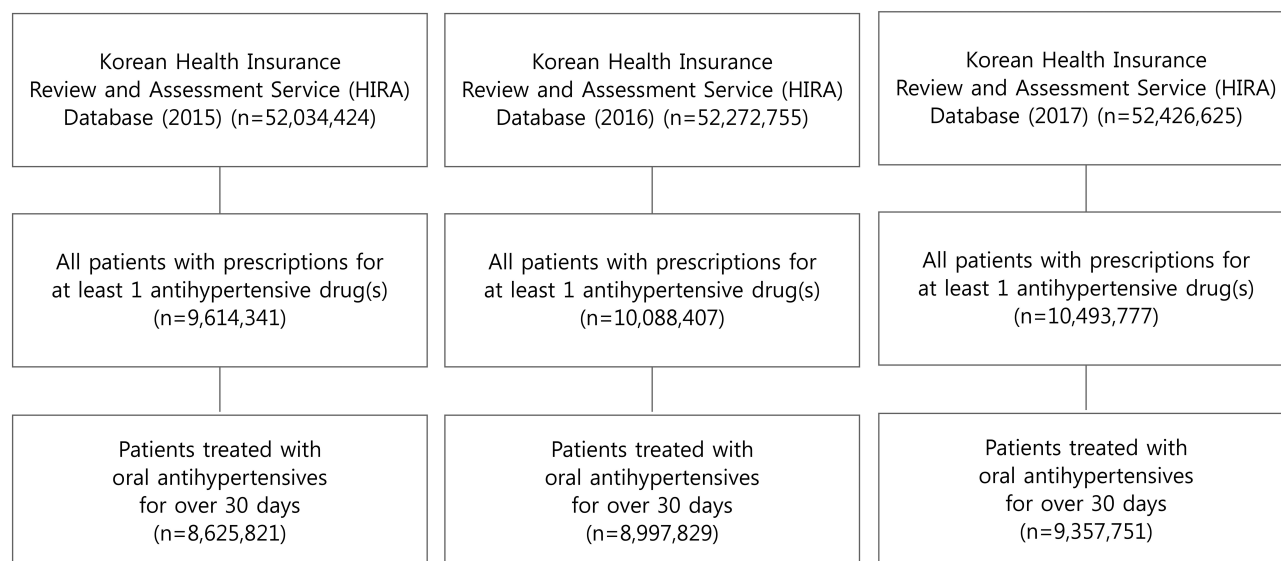 Korean Health Insurance
Review and Assessment Service (HIRA)
Database (2015) (n=52,034,424)
Korean Health Insurance
Review and Assessment Service (HIRA)
Database (2016) (n=52,272,755)
Korean Health Insurance
Review and Assessment Service (HIRA)
Database (2017) (n=52,426,625)
All patients with prescriptions for
at least 1 antihypertensive drug(s)
(n=9,614,341)
All patients with prescriptions for
at least 1 antihypertensive drug(s)
(n=10,088,407)
All patients with prescriptions for
at least 1 antihypertensive drug(s)
(n=10,493,777)
Patients treated with
oral antihypertensives
for over 30 days
(n=8,625,821)
Patients treated with
oral antihypertensives
for over 30 days
(n=8,997,829)
Patients treated with
oral antihypertensives
for over 30 days
(n=9,357,751)